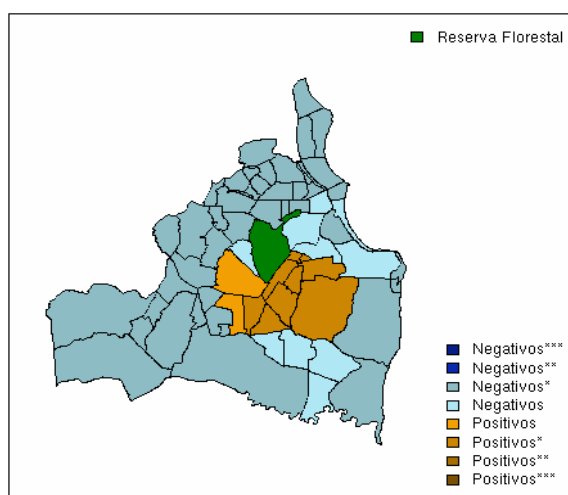 Reserva Florestal
Negativos***
Negativos**
Negativos*
Negativos
Positivos
Positivos*
Positivos**
Positivos***